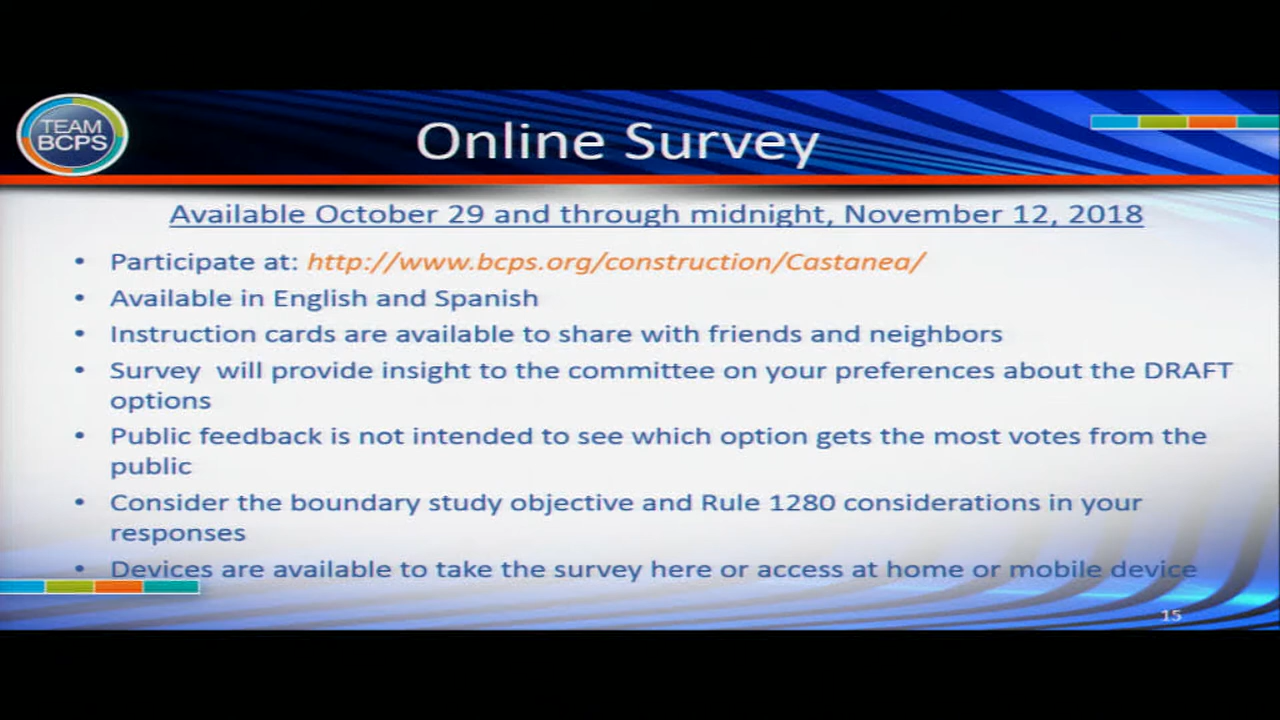 TEAM
BCPS
Online Survey
Available October 29 and through midnight, November 12, 2018
• Participate at: http://www.bcps.org/construction/Castanea/
• Available in English and Spanish
• Instruction cards are available to share with friends and neighbors
• Survey will provide insight to the committee on your preferences about the DRAFT
options
• Public feedback is not intended to see which option gets the most votes from the
public
• Consider the boundary study objective and Rule 1280 considerations in your
responses
• Devices are available to take the survey here or access at home or mobile device
15